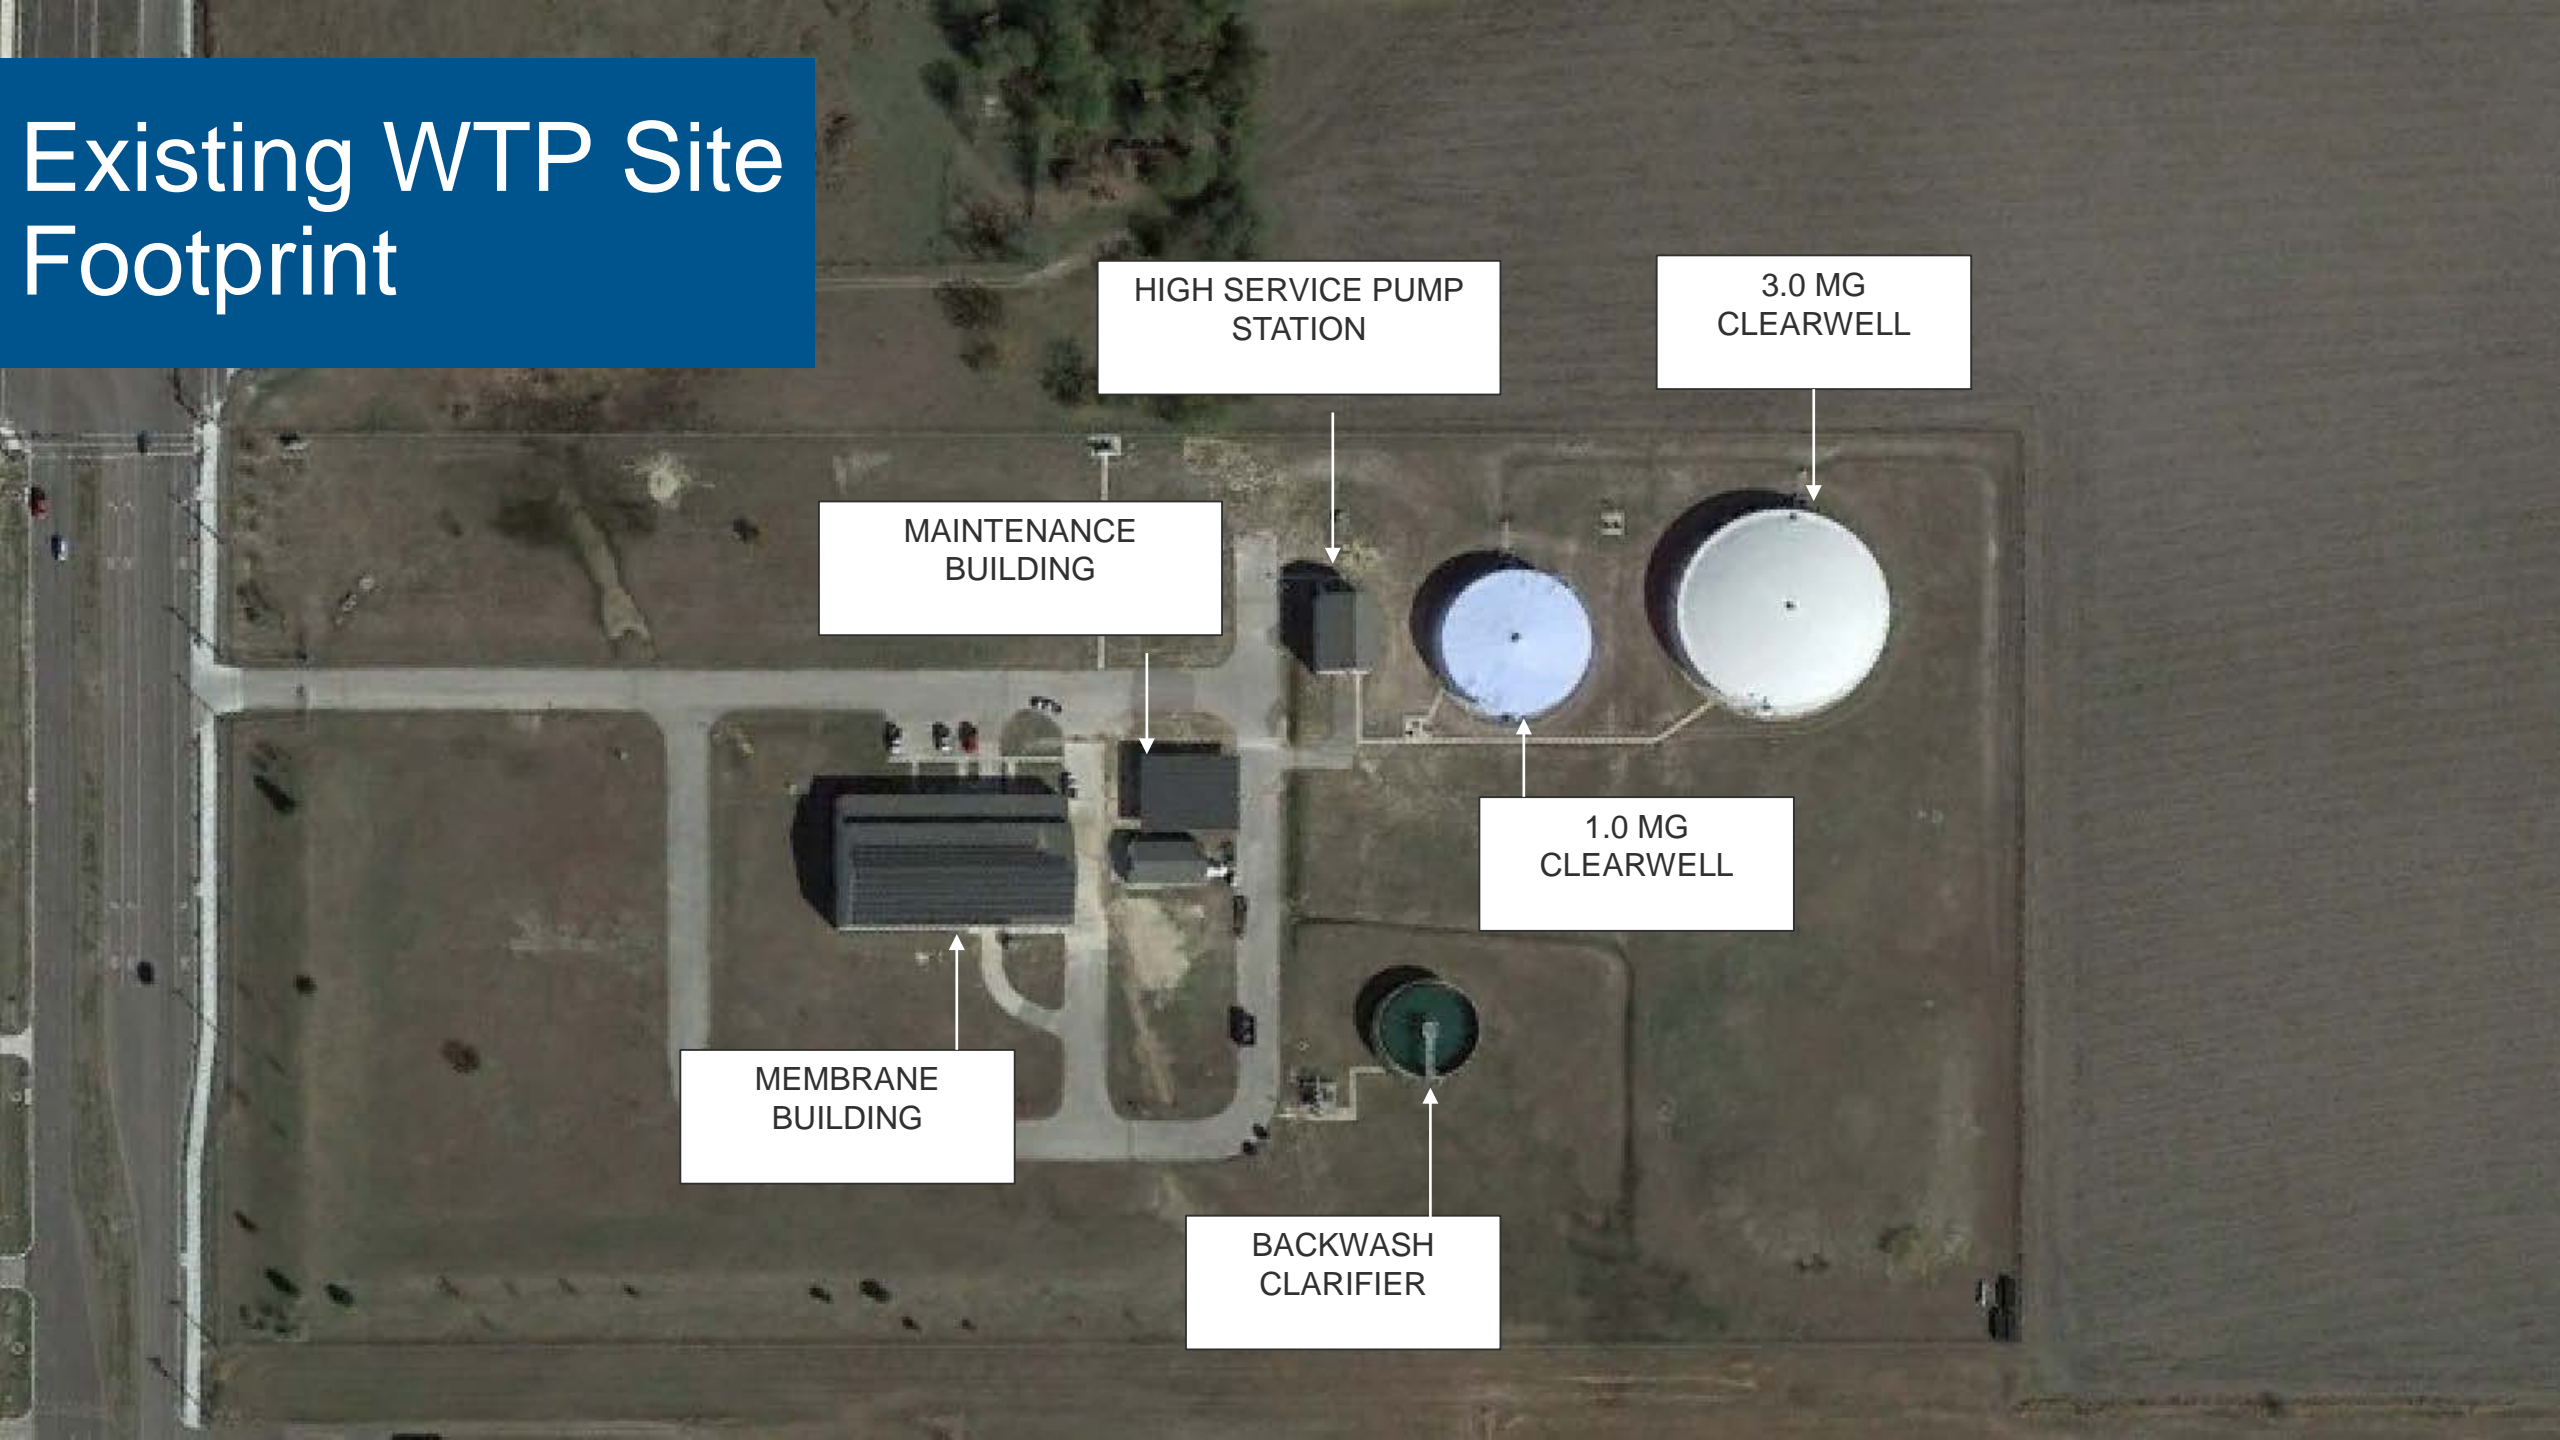 Existing WTP Site
Footprint
HIGH SERVICE PUMP
STATION
3.0 MG
CLEARWELL
MAINTENANCE
BUILDING
1.0 MG
CLEARWELL
MEMBRANE
BUILDING
BACKWASH
CLARIFIER